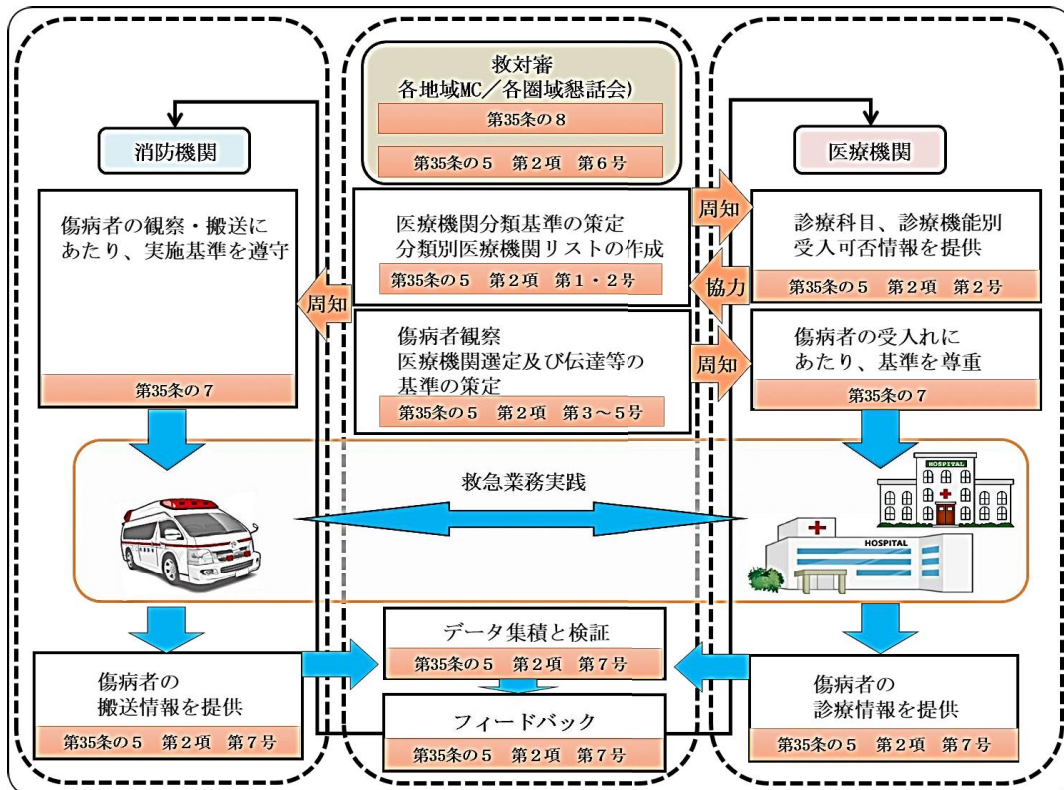 救対審
各地域MC／各圏域懇話会)
第35条の８
第35条の５　第２項　第６号
消防機関
医療機関
傷病者の観察・搬送に
あたり、実施基準を遵守
第35条の７
医療機関分類基準の策定
分類別医療機関リストの作成
第35条の５　第２項　第１・２号
周知
協力
周知
診療科目、診療機能別
受入可否情報を提供
第35条の５　第２項　第２号
傷病者観察
医療機関選定及び伝達等の
基準の策定
第35条の５　第２項　第３～５号
周知
傷病者の受入れに
あたり、基準を尊重
第35条の７
救急業務実践
HOSPITAL
HOSPITAL
データ集積と検証
第35条の５　第２項　第７号
傷病者の
搬送情報を提供
第35条の５　第２項　第７号
フィードバック
第35条の５　第２項　第７号
傷病者の
診療情報を提供
第35条の５　第２項　第７号